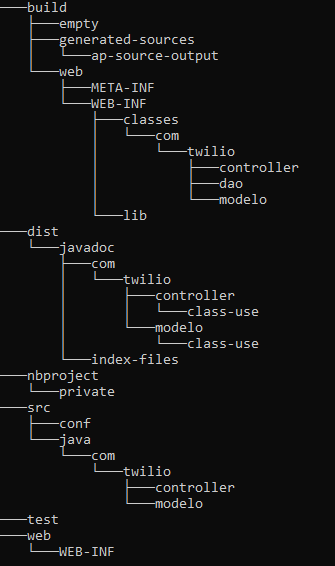 ───build
   ├───empty
   ├───generated-sources
   │   └───ap-source-output
   └───web
       ├───META-INF
       └───WEB-INF
           ├───classes
           │   └───com
           │       └───twilio
           │           ├───controller
           │           ├───dao
           │           └───modelo
           └───lib
───dist
   └───javadoc
       ├───com
       │   └───twilio
       │       ├───controller
       │       │   └───class-use
       │       └───modelo
       │           └───class-use
       └───index-files
───nbproject
   └───private
───src
   ├───conf
   └───java
       └───com
           └───twilio
               ├───controller
               └───modelo
───test
───web
   └───WEB-INF